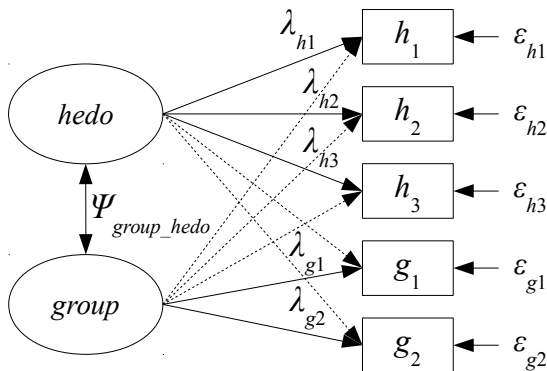 λh1 h1 εh1
hedo λh2 h2 εh2
λh3 h3 εh3
Ψgroup_hedo
λg1 g1 εg1
group λg2 g2 εg2